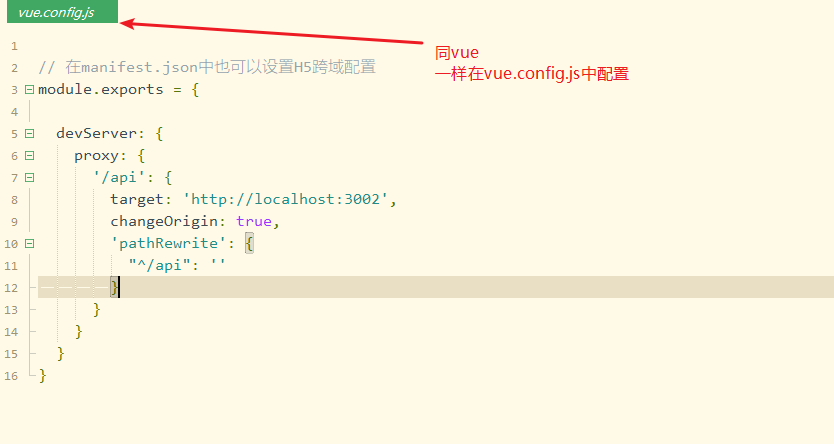 vue.config.js
同vue
一样在vue.config.js中配置
1
2 // 在manifest.json中也可以设置H5跨域配置
3 module.exports = {
4
5 devServer: {
6 proxy: {
7 '/api': {
8 target: 'http://localhost:3002',
9 changeOrigin: true,
10 'pathRewrite': {
11 "^/api": ''
12 }
13 }
14 }
15 }
16 }